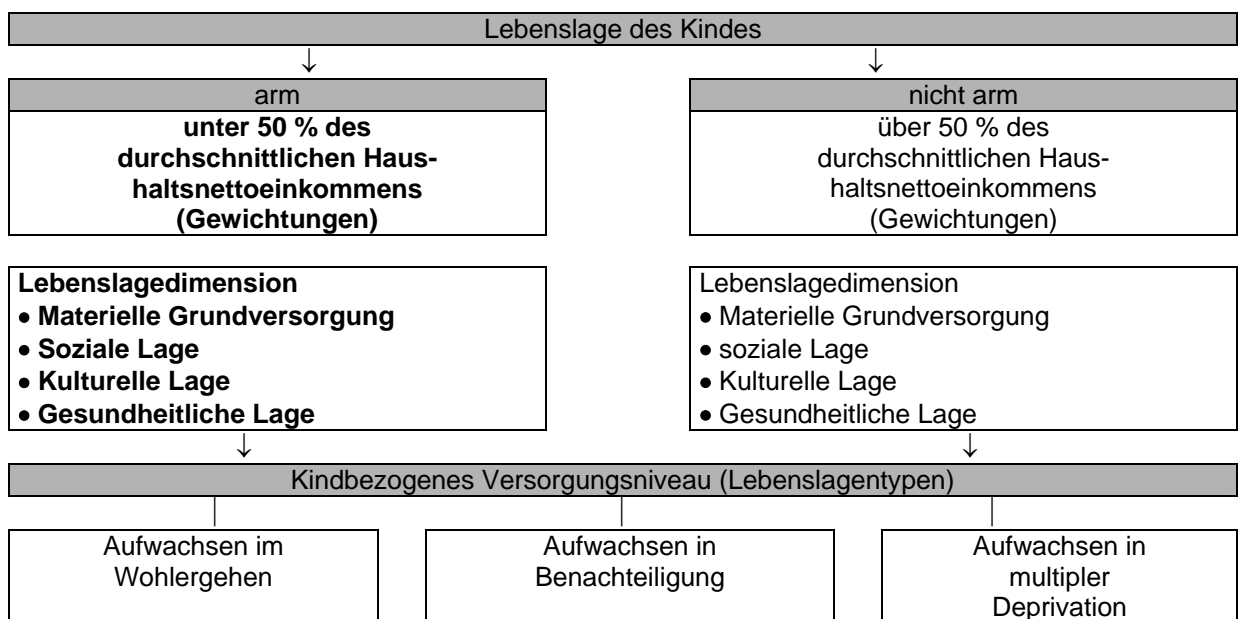 Lebenslage des Kindes
↓ ↓
arm
unter 50 % des
durchschnittlichen Haus-
haltsnettoeinkommens
(Gewichtungen)
nicht arm
über 50 % des
durchschnittlichen Haus-
haltsnettoeinkommens
(Gewichtungen)
Lebenslagedimension
• Materielle Grundversorgung
• Soziale Lage
• Kulturelle Lage
• Gesundheitliche Lage
Lebenslagedimension
• Materielle Grundversorgung
• soziale Lage
• Kulturelle Lage
• Gesundheitliche Lage
↓ ↓
Kindbezogenes Versorgungsniveau (Lebenslagentypen)
Aufwachsen im
Wohlergehen
Aufwachsen in
Benachteiligung
Aufwachsen in
multipler
Deprivation